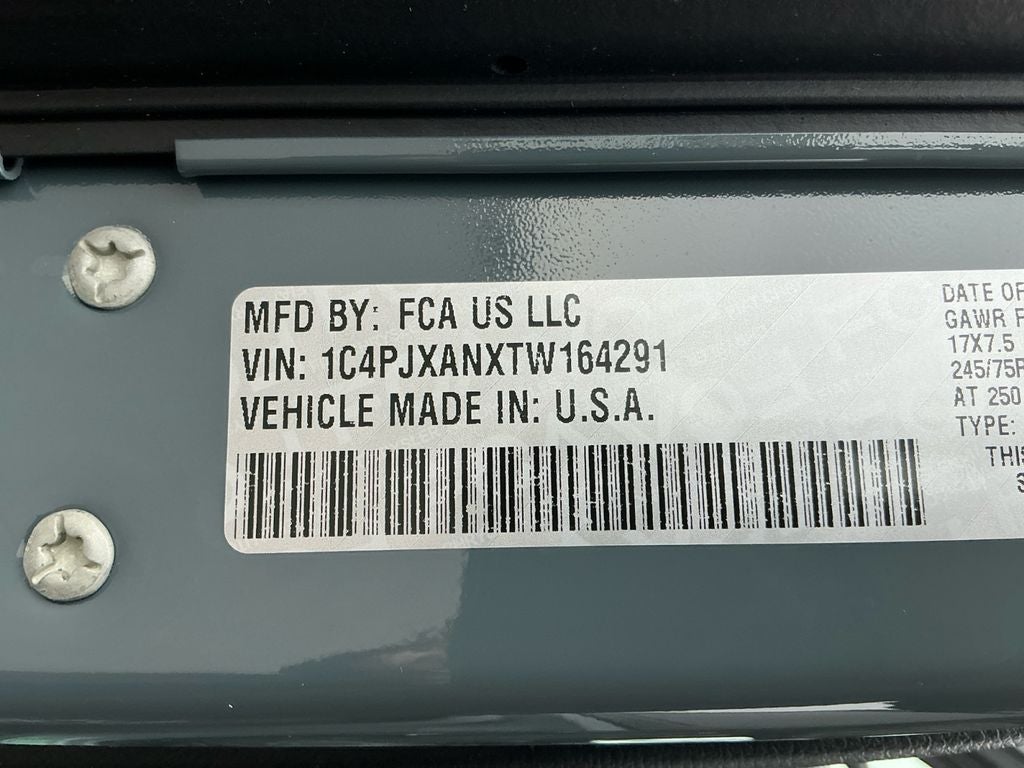 MFD BY: FCA US LLC
VIN: 1C4PJXANXTW164291
VEHICLE MADE IN: U.S.A.
DATE OF
GAWR F
17X7.5
245/75R
AT 250
TYPE:
THIS